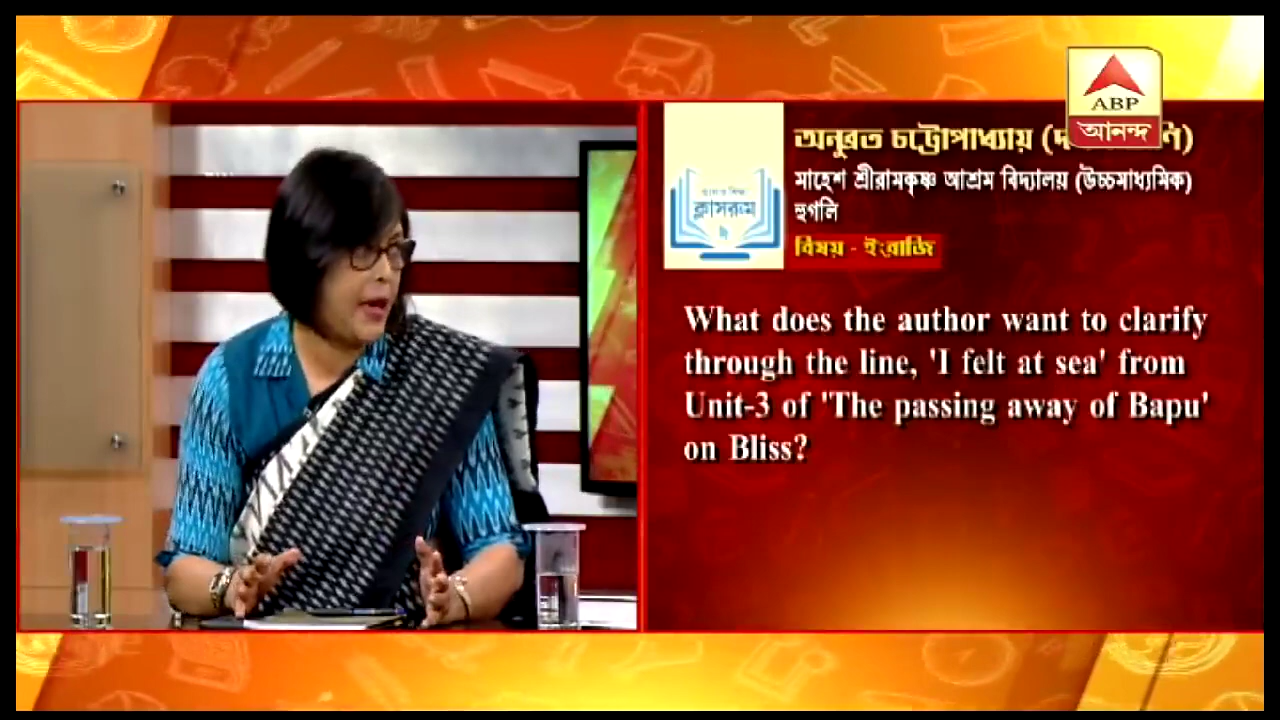 ABP
আনন্দ
অনুব্রত চট্টোপাধ্যায়
মাহেশ শ্রীরামকৃষ্ণ আশ্রম বিদ্যালয় (উচ্চমাধ্যমিক)
হুগলি
ক্লাসরুম
বিষয় - ইংরাজি
What does the author want to clarify
through the line, 'I felt at sea' from
Unit-3 of 'The passing away of Bapu'
on Bliss?